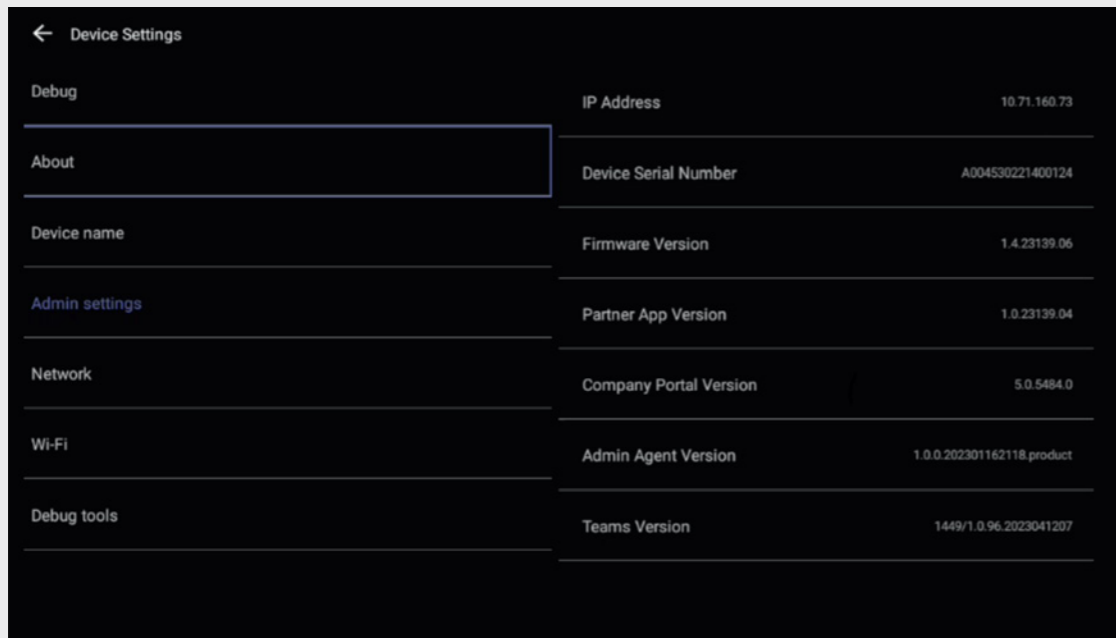 Device Settings
Debug
About
Device name
Admin settings
Network
Wi-Fi
Debug tools
IP Address 10.71.160.73
Device Serial Number A004530221400124
Firmware Version 1.4.23139.06
Partner App Version 1.0.23139.04
Company Portal Version 5.0.5484.0
Admin Agent Version 1.0.0.202301162118.product
Teams Version 1449/1.0.96.2023041207